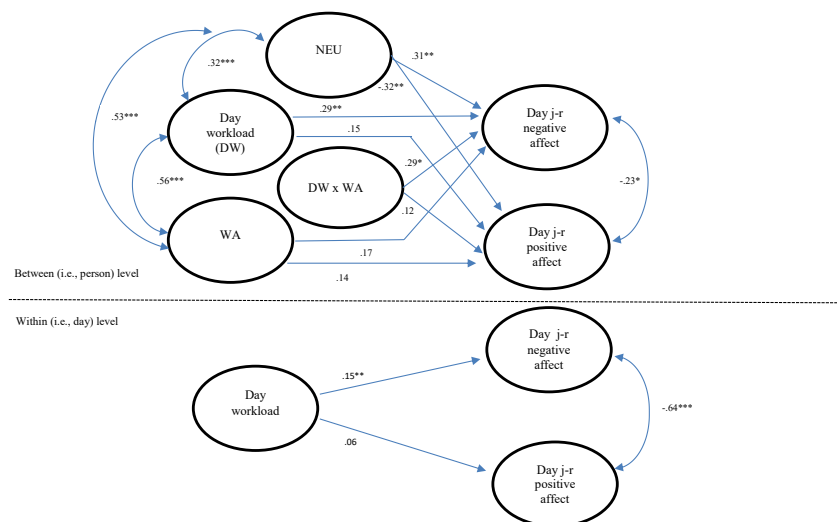 NEU
.31**
.32***
-.32**
Day
workload
(DW)
.29**
Day j-r
negative
affect
.53***
.15
.56***
DW x WA
.29*
-.23*
.12
WA
Day j-r
positive
affect
.17
.14
Between (i.e., person) level
Within (i.e., day) level
Day j-r
negative
affect
.15**
Day
workload
-.64***
.06
Day j-r
positive
affect